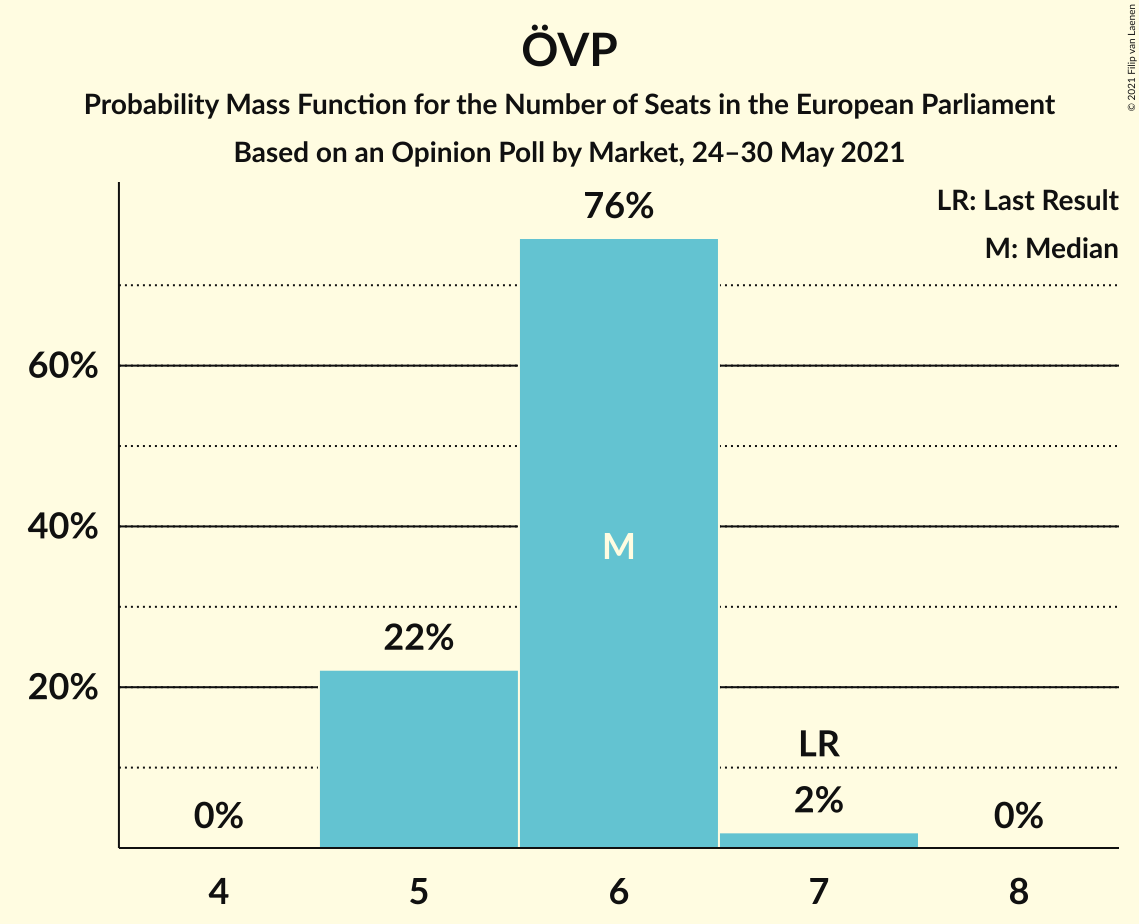 ÖVP
Probability Mass Function for the Number of Seats in the European Parliament
Based on an Opinion Poll by Market, 24–30 May 2021
© 2021 Filip van Laenen
LR: Last Result
M: Median
76%
60%
40%
M
22%
20%
LR
2%
0%
0%
4
5
6
7
8